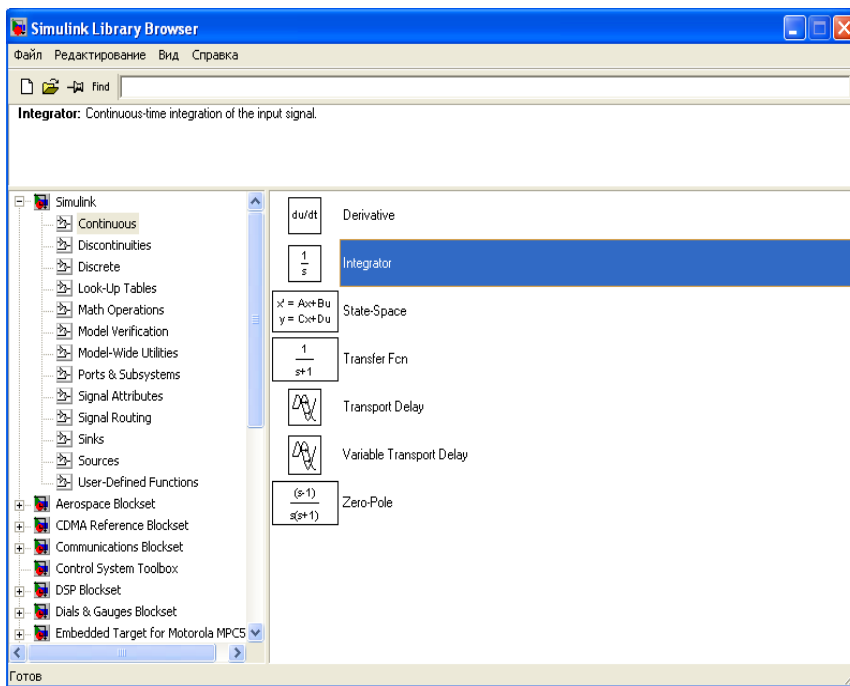 Simulink Library Browser
Файл Редактирование Вид Справка
Find
Integrator: Continuous-time integration of the input signal.
Simulink
Continuous
Discontinuities
Discrete
Look-Up Tables
Math Operations
Model Verification
Model-Wide Utilities
Ports & Subsystems
Signal Attributes
Signal Routing
Sinks
Sources
User-Defined Functions
Aerospace Blockset
CDMA Reference Blockset
Communications Blockset
Control System Toolbox
DSP Blockset
Dials & Gauges Blockset
Embedded Target for Motorola MPC5
du/dt Derivative
1
s
Integrator
x' = Ax+Bu
y = Cx+Du
State-Space
1
s+1
Transfer Fcn
Transport Delay
Variable Transport Delay
(s-1)
s(s+1)
Zero-Pole
Готов